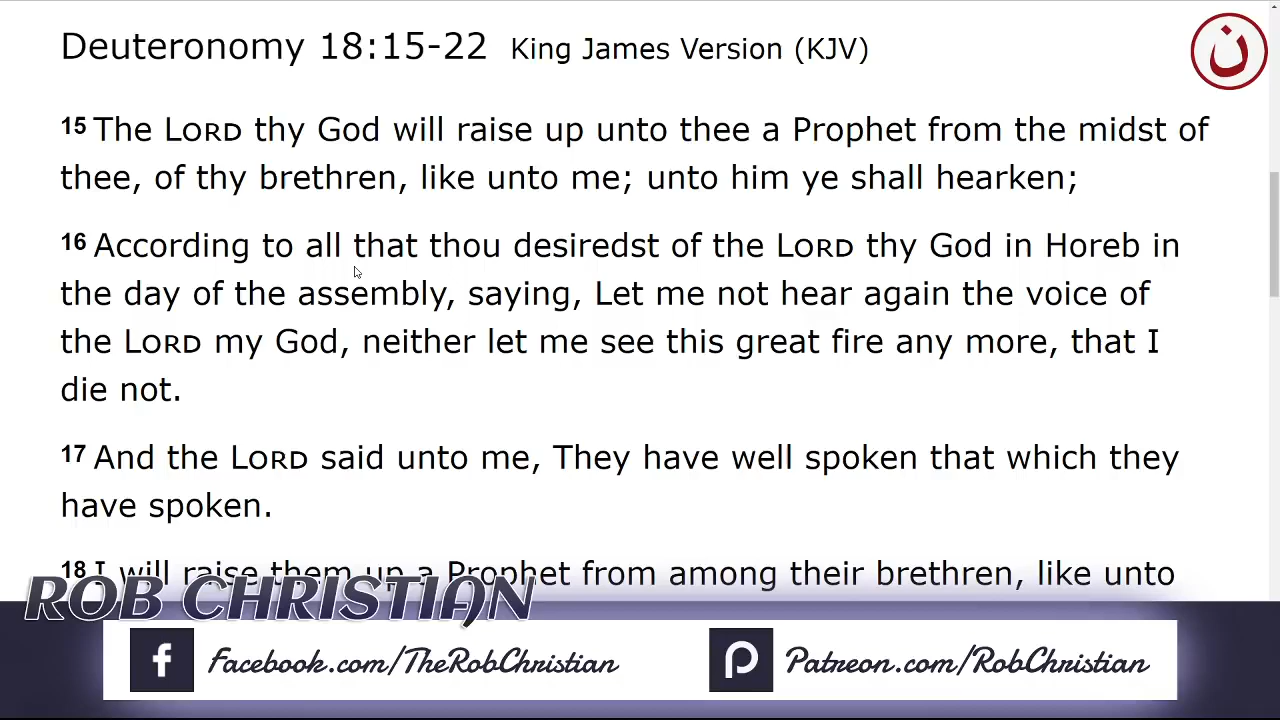 Deuteronomy 18:15-22 King James Version (KJV)
ن
15 The LORD thy God will raise up unto thee a Prophet from the midst of
thee, of thy brethren, like unto me; unto him ye shall hearken;
16 According to all that thou desiredst of the LORD thy God in Horeb in
the day of the assembly, saying, Let me not hear again the voice of
the LORD my God, neither let me see this great fire any more, that I
die not.
17 And the LORD said unto me, They have well spoken that which they
have spoken.
18 I will raise them up a Prophet from among their brethren, like unto
ROB CHRISTIAN
Facebook.com/TheRobChristian
Patreon.com/RobChristian